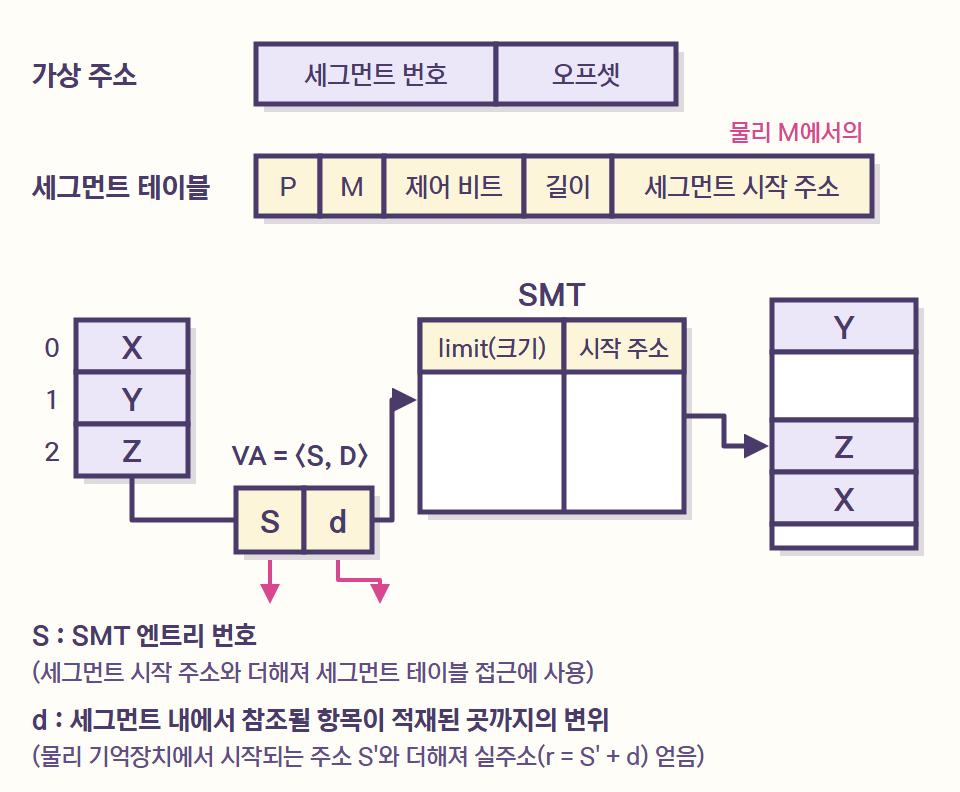 가상 주소
세그먼트 번호
오프셋
물리 M에서의
세그먼트 테이블
P
M
제어 비트
길이
세그먼트 시작 주소
0
X
1
Y
2
Z
VA = ⟨S, D⟩
S
d
SMT
limit(크기)
시작 주소
Y
Z
X
S : SMT 엔트리 번호
(세그먼트 시작 주소와 더해져 세그먼트 테이블 접근에 사용)
d : 세그먼트 내에서 참조될 항목이 적재된 곳까지의 변위
(물리 기억장치에서 시작되는 주소 S'와 더해져 실주소(r = S' + d) 얻음)